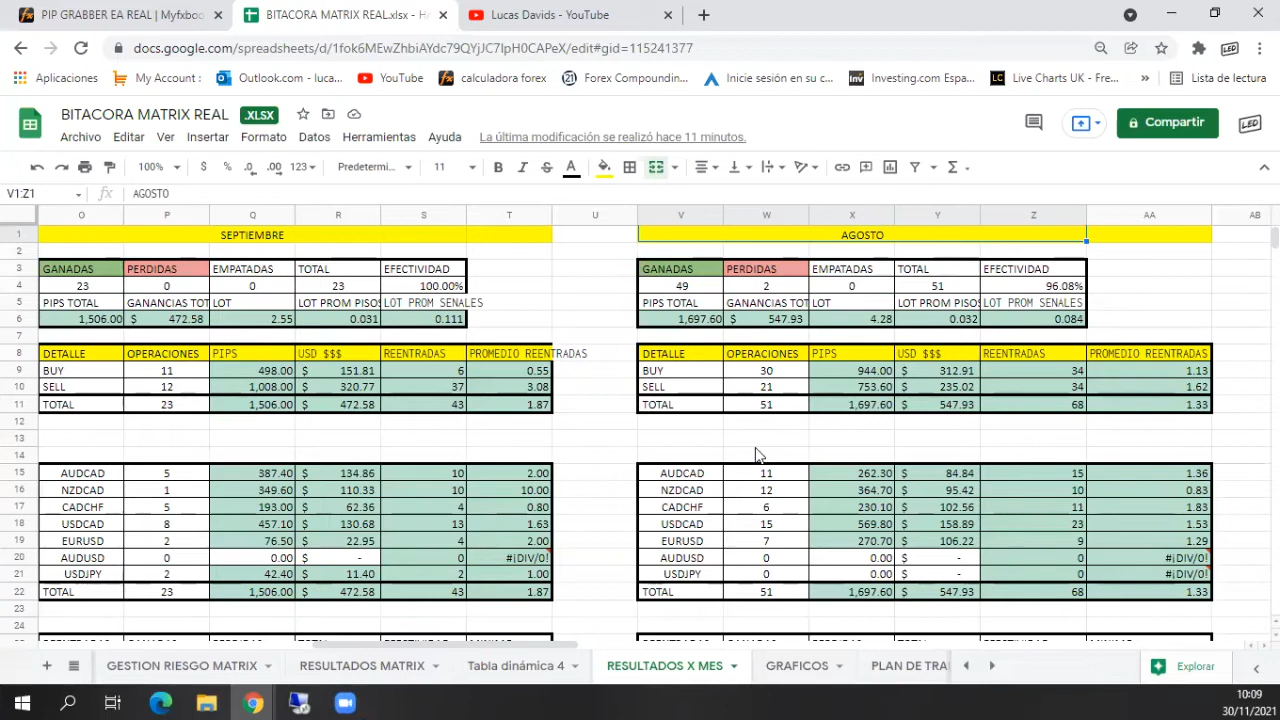 PIP GRABBER EA REAL | Myfxboo
BITACORA MATRIX REAL.xlsx - H
Lucas Davids - YouTube
docs.google.com/spreadsheets/d/1fok6MEwZhbiAYdc79QYjJC7lpH0CAPeX/edit#gid=115241377
Aplicaciones My Account : Outlook.com - luca... YouTube calculadora forex Forex Compoundin... Inicie sesión en su c... Investing.com Espa... Live Charts UK - Fre... » Lista de lectura
BITACORA MATRIX REAL .XLSX
Compartir
Archivo Editar Ver Insertar Formato Datos Herramientas Ayuda La última modificación se realizó hace 11 minutos.
100% $ % .0 .00 123 Predetermi... 11 B I S A
V1:Z1 fx AGOSTO
O P Q R S T U V W X Y Z AA AB
1 SEPTIEMBRE AGOSTO
2
3 GANADAS PERDIDAS EMPATADAS TOTAL EFECTIVIDAD GANADAS PERDIDAS EMPATADAS TOTAL EFECTIVIDAD
4 23 0 0 23 100.00% 49 2 0 51 96.08%
5 PIPS TOTAL GANANCIAS TOT LOT LOT PROM PISOS LOT PROM SENALES PIPS TOTAL GANANCIAS TOT LOT LOT PROM PISOS LOT PROM SENALES
6 1,506.00 $ 472.58 2.55 0.031 0.111 1,697.60 $ 547.93 4.28 0.032 0.084
7
8 DETALLE OPERACIONES PIPS USD $$$ REENTRADAS PROMEDIO REENTRADAS DETALLE OPERACIONES PIPS USD $$$ REENTRADAS PROMEDIO REENTRADAS
9 BUY 11 498.00 $ 151.81 6 0.55 BUY 30 944.00 $ 312.91 34 1.13
10 SELL 12 1,008.00 $ 320.77 37 3.08 SELL 21 753.60 $ 235.02 34 1.62
11 TOTAL 23 1,506.00 $ 472.58 43 1.87 TOTAL 51 1,697.60 $ 547.93 68 1.33
12
13
14
15 AUDCAD 5 387.40 $ 134.86 10 2.00 AUDCAD 11 262.30 $ 84.84 15 1.36
16 NZDCAD 1 349.60 $ 110.33 10 10.00 NZDCAD 12 364.70 $ 95.42 10 0.83
17 CADCHF 5 193.00 $ 62.36 4 0.80 CADCHF 6 230.10 $ 102.56 11 1.83
18 USDCAD 8 457.10 $ 130.68 13 1.63 USDCAD 15 569.80 $ 158.89 23 1.53
19 EURUSD 2 76.50 $ 22.95 4 2.00 EURUSD 7 270.70 $ 106.22 9 1.29
20 AUDUSD 0 0.00 $ - 0 #¡DIV/0! AUDUSD 0 0.00 $ - 0 #¡DIV/0!
21 USDJPY 2 42.40 $ 11.40 2 1.00 USDJPY 0 0.00 $ - 0 #¡DIV/0!
22 TOTAL 23 1,506.00 $ 472.58 43 1.87 TOTAL 51 1,697.60 $ 547.93 68 1.33
23
24
GESTION RIESGO MATRIX RESULTADOS MATRIX Tabla dinámica 4 RESULTADOS X MES GRAFICOS PLAN DE TRA Explorar
10:09
30/11/2021